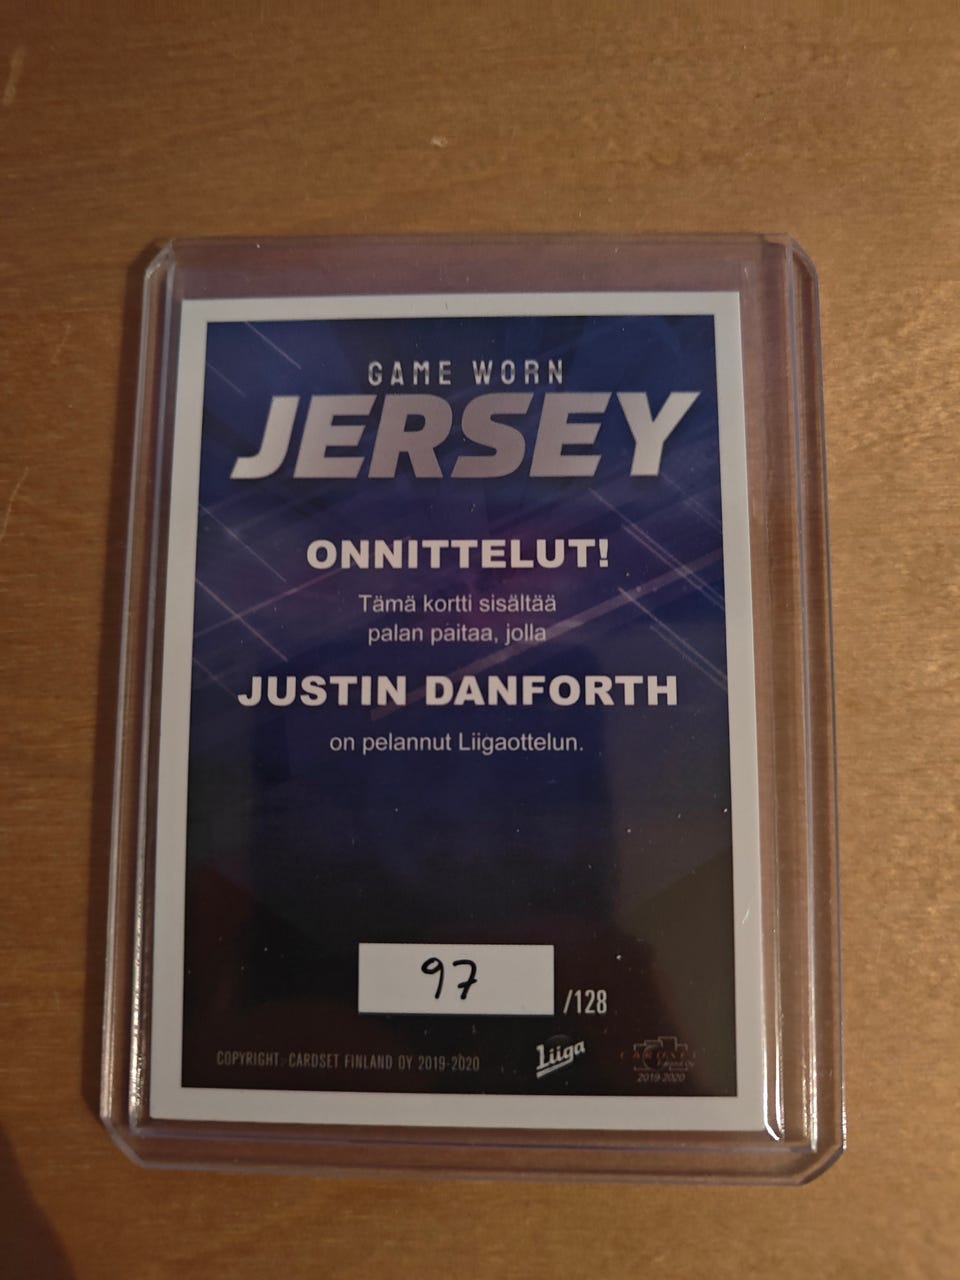 GAME WORN
JERSEY
ONNITTELUT!
Tämä kortti sisältää
palan paitaa, jolla
JUSTIN DANFORTH
on pelannut Liigaottelun.
97 /128
COPYRIGHT: CARDSET FINLAND OY 2019-2020
Liiga
CARDSET
2019-2020